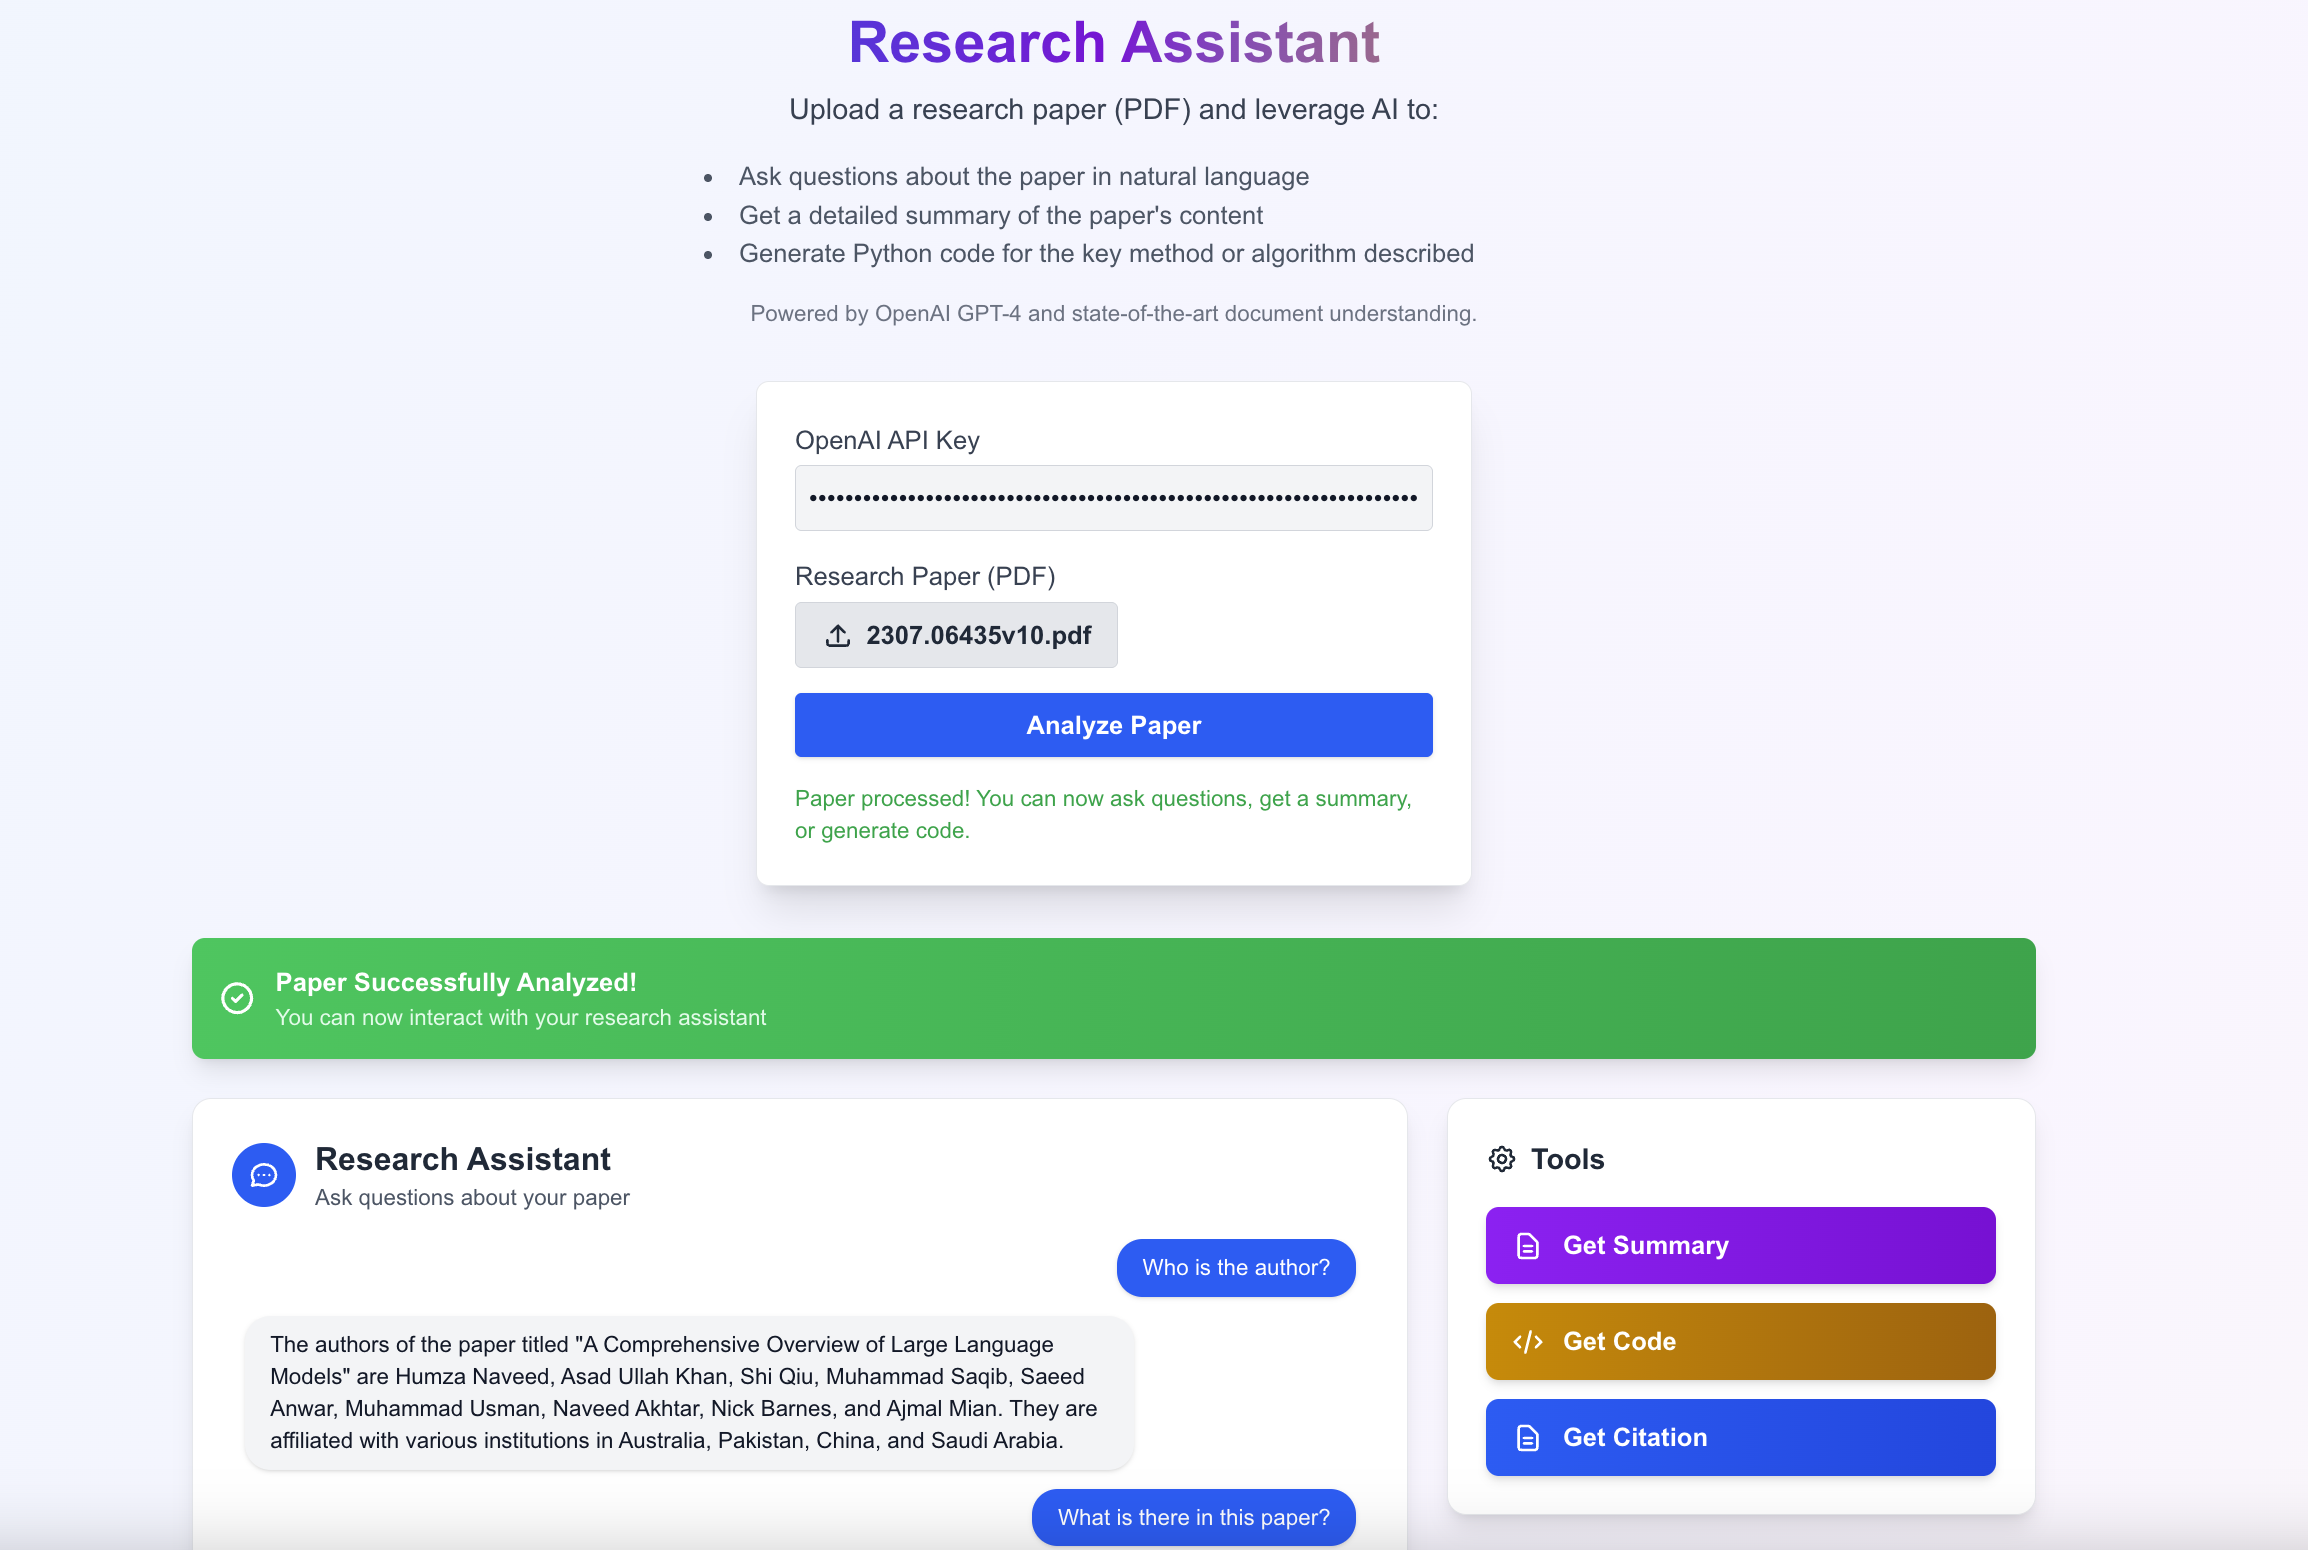 Research Assistant
Upload a research paper (PDF) and leverage AI to:
Ask questions about the paper in natural language
Get a detailed summary of the paper's content
Generate Python code for the key method or algorithm described
Powered by OpenAI GPT-4 and state-of-the-art document understanding.
OpenAI API Key
Research Paper (PDF)
2307.06435v10.pdf
Analyze Paper
Paper processed! You can now ask questions, get a summary,
or generate code.
Paper Successfully Analyzed!
You can now interact with your research assistant
Research Assistant
Ask questions about your paper
Who is the author?
The authors of the paper titled "A Comprehensive Overview of Large Language
Models" are Humza Naveed, Asad Ullah Khan, Shi Qiu, Muhammad Saqib, Saeed
Anwar, Muhammad Usman, Naveed Akhtar, Nick Barnes, and Ajmal Mian. They are
affiliated with various institutions in Australia, Pakistan, China, and Saudi Arabia.
What is there in this paper?
Tools
Get Summary
Get Code
Get Citation